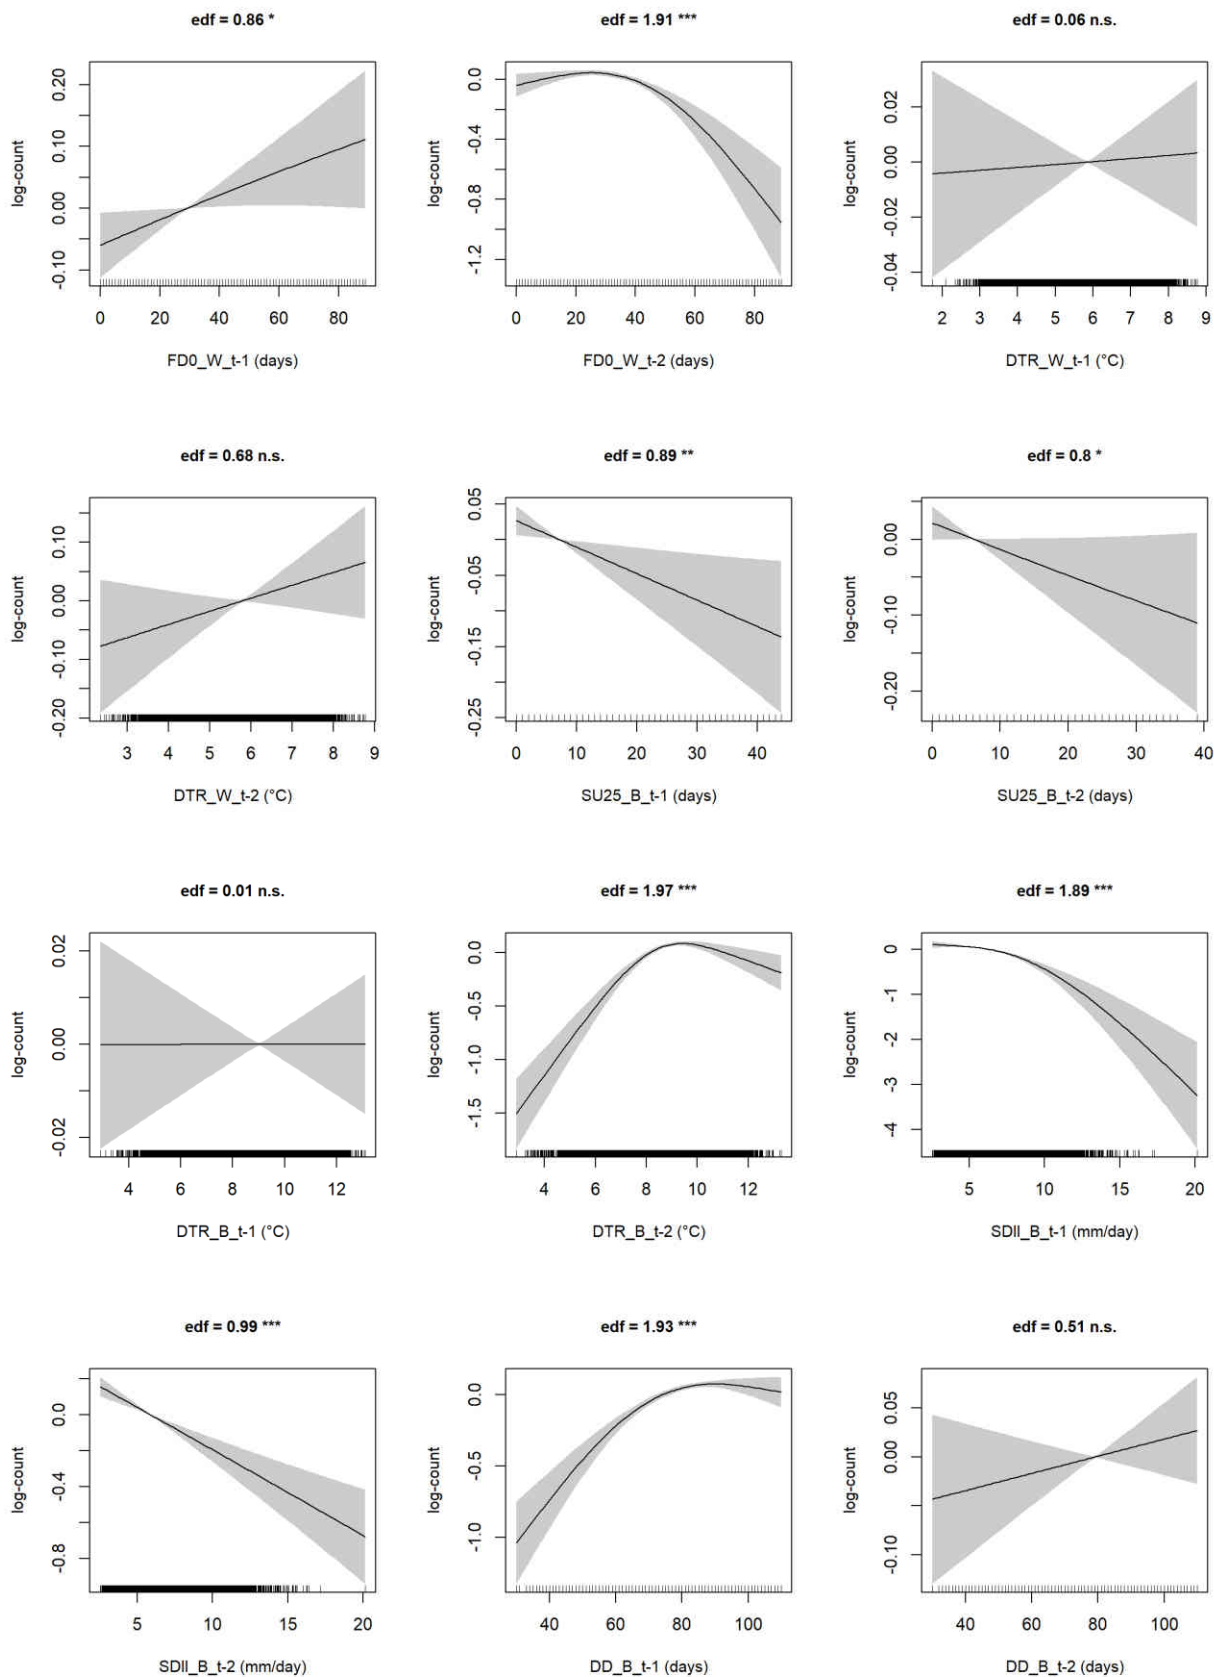 edf = 0.86 *
log-count
0.20
0.10
0.00
-0.10
0 20 40 60 80
FD0_W_t-1 (days)
edf = 1.91 ***
log-count
0.0
-0.4
-0.8
-1.2
0 20 40 60 80
FD0_W_t-2 (days)
edf = 0.06 n.s.
log-count
0.02
0.00
-0.02
-0.04
2 3 4 5 6 7 8 9
DTR_W_t-1 (°C)
edf = 0.68 n.s.
log-count
0.10
0.00
-0.10
-0.20
3 4 5 6 7 8 9
DTR_W_t-2 (°C)
edf = 0.89 **
log-count
0.05
-0.05
-0.15
-0.25
0 10 20 30 40
SU25_B_t-1 (days)
edf = 0.8 *
log-count
0.00
-0.10
-0.20
0 10 20 30 40
SU25_B_t-2 (days)
edf = 0.01 n.s.
log-count
0.02
0.00
-0.02
4 6 8 10 12
DTR_B_t-1 (°C)
edf = 1.97 ***
log-count
0.0
-0.5
-1.0
-1.5
4 6 8 10 12
DTR_B_t-2 (°C)
edf = 1.89 ***
log-count
0
-1
-2
-3
-4
5 10 15 20
SDII_B_t-1 (mm/day)
edf = 0.99 ***
log-count
0.0
-0.4
-0.8
5 10 15 20
SDII_B_t-2 (mm/day)
edf = 1.93 ***
log-count
0.0
-0.5
-1.0
40 60 80 100
DD_B_t-1 (days)
edf = 0.51 n.s.
log-count
0.05
0.00
-0.10
40 60 80 100
DD_B_t-2 (days)